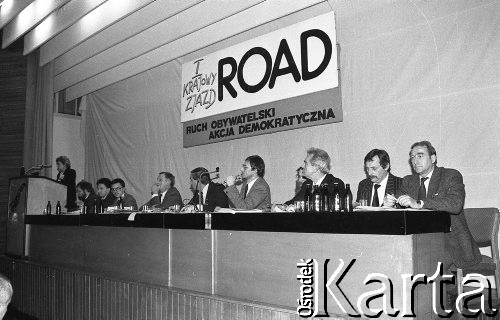 I
KRAJOWY
ZJAZD
ROAD
RUCH OBYWATELSKI
AKCJA DEMOKRATYCZNA
Ośrodek
Karta